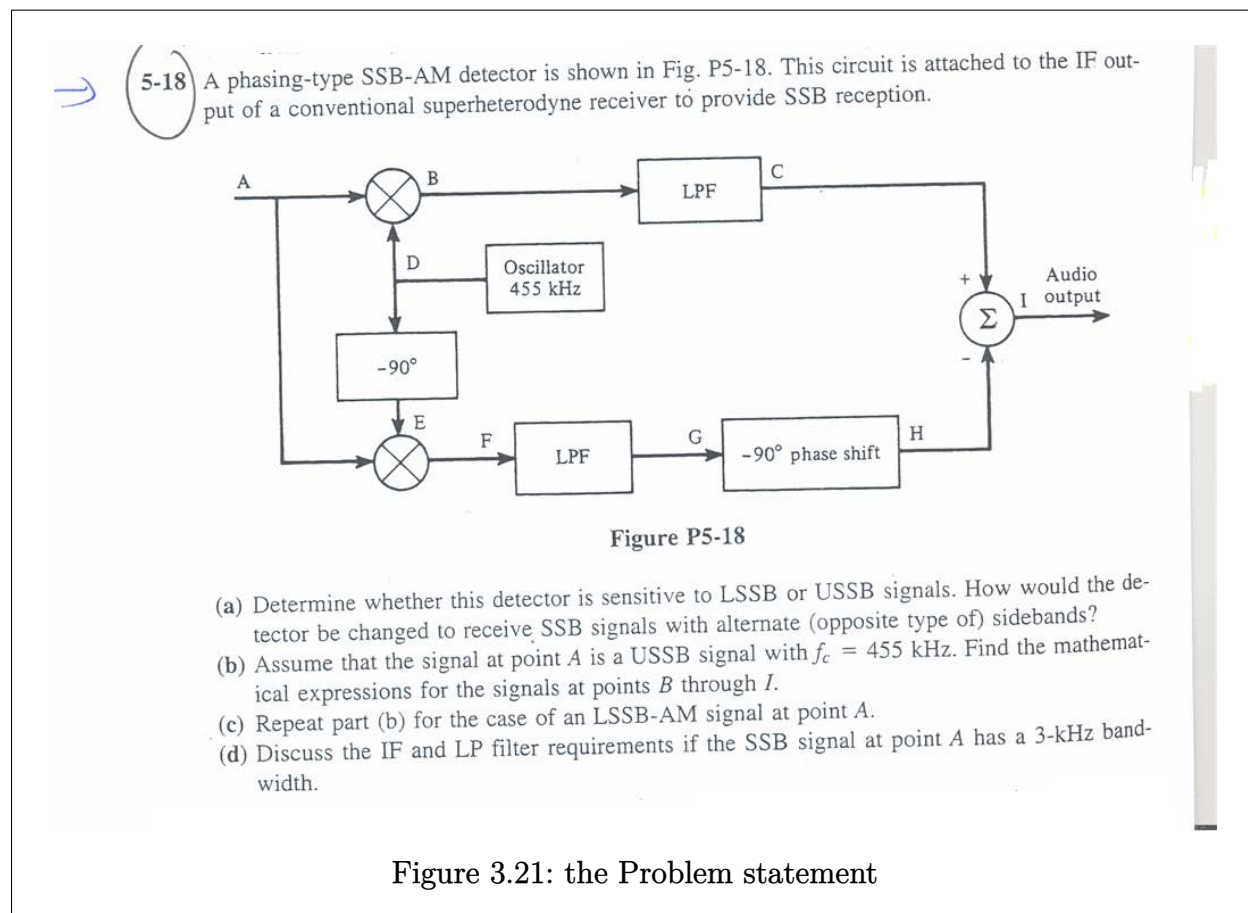 5-18 A phasing-type SSB-AM detector is shown in Fig. P5-18. This circuit is attached to the IF out-
put of a conventional superheterodyne receiver to provide SSB reception.
A
B
LPF
C
D
Oscillator
455 kHz
+
Audio
I output
Σ
-90°
-
E
F
LPF
G
-90° phase shift
H
Figure P5-18
(a) Determine whether this detector is sensitive to LSSB or USSB signals. How would the de-
tector be changed to receive SSB signals with alternate (opposite type of) sidebands?
(b) Assume that the signal at point A is a USSB signal with fc = 455 kHz. Find the mathemat-
ical expressions for the signals at points B through I.
(c) Repeat part (b) for the case of an LSSB-AM signal at point A.
(d) Discuss the IF and LP filter requirements if the SSB signal at point A has a 3-kHz band-
width.
Figure 3.21: the Problem statement